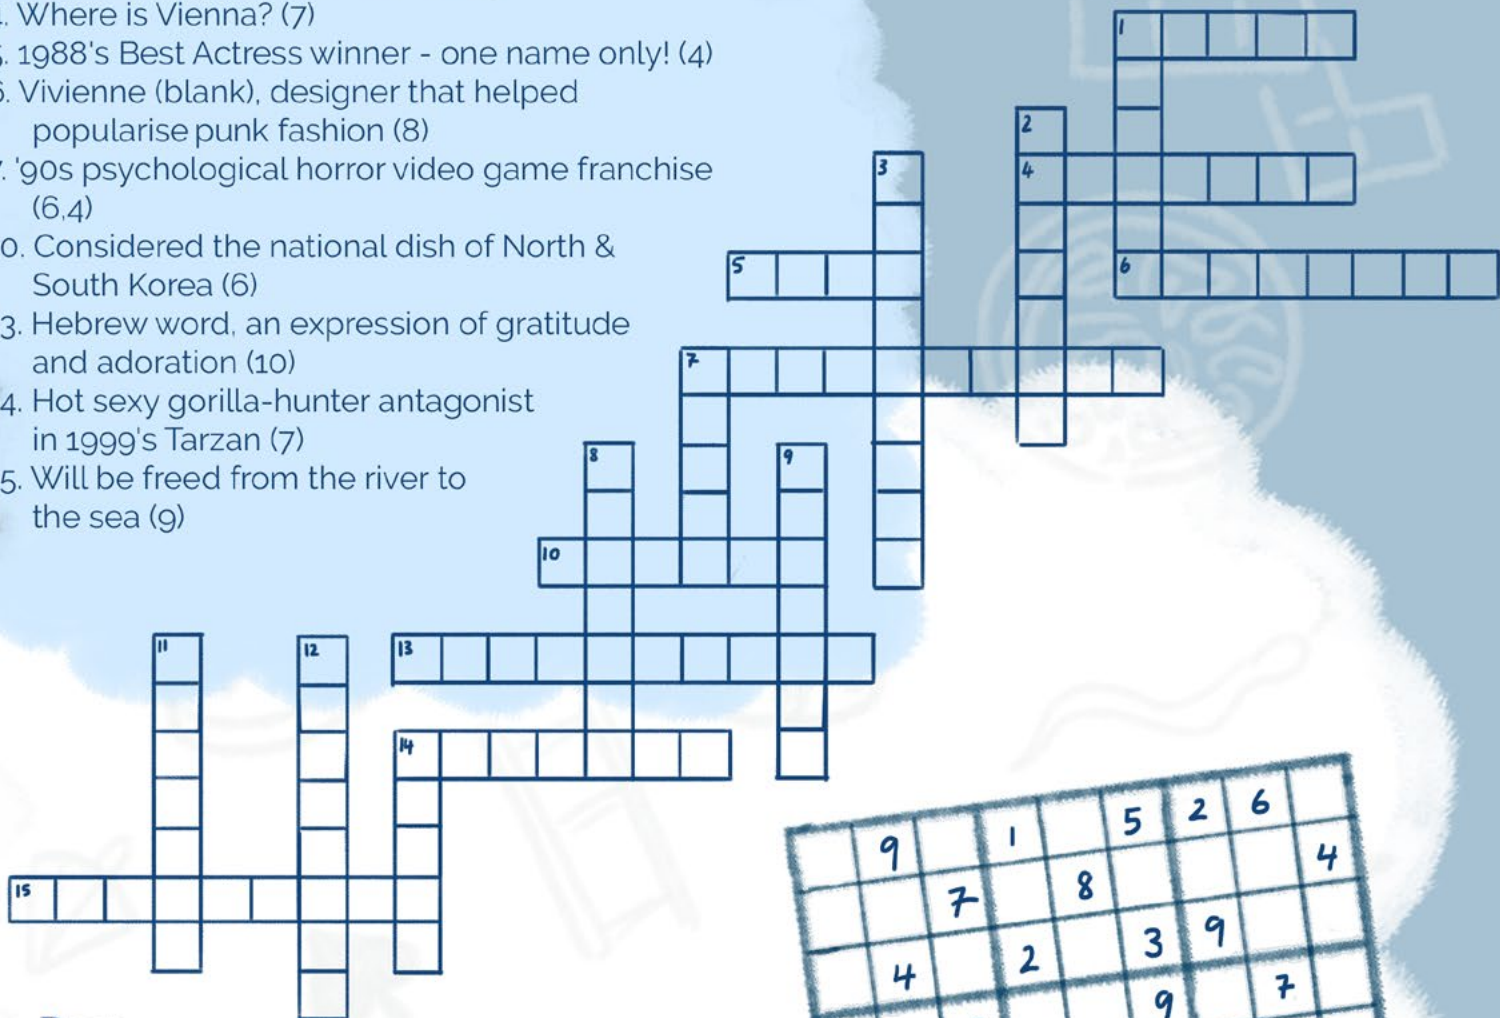 . Where is Vienna? (7)
. 1988's Best Actress winner - one name only! (4)
6. Vivienne (blank), designer that helped
popularise punk fashion (8)
. '90s psychological horror video game franchise
(6,4)
0. Considered the national dish of North &
South Korea (6)
3. Hebrew word, an expression of gratitude
and adoration (10)
4. Hot sexy gorilla-hunter antagonist
in 1999's Tarzan (7)
5. Will be freed from the river to
the sea (9)
1
2
3
4
5
6
7
8
9
10
11
12
13
14
15
9 1 5 2 6
7 8 4
4 2 3 9
9 7